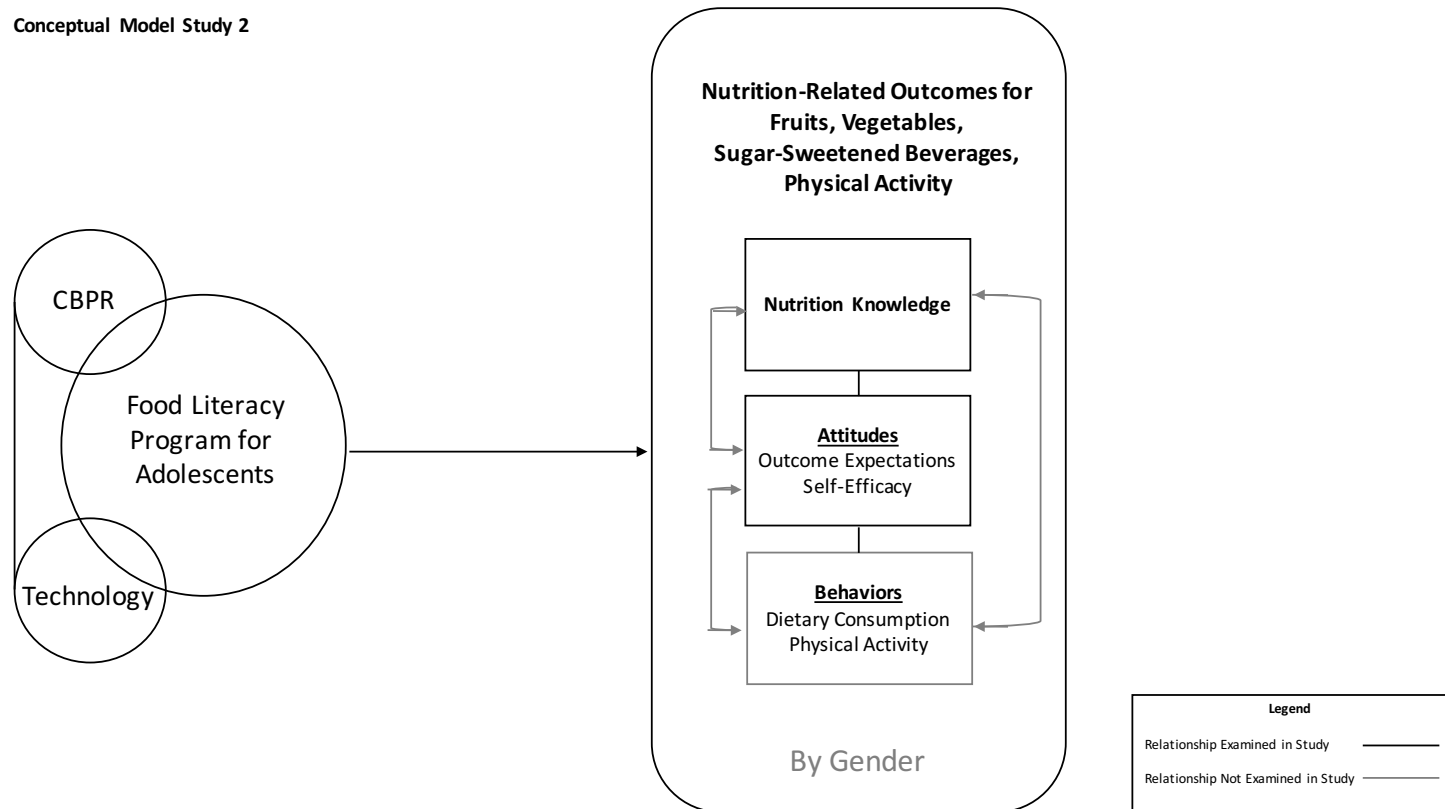 Conceptual Model Study 2
CBPR
Food Literacy
Program for
Adolescents
Technology
Nutrition-Related Outcomes for
Fruits, Vegetables,
Sugar-Sweetened Beverages,
Physical Activity
Nutrition Knowledge
Attitudes
Outcome Expectations
Self-Efficacy
Behaviors
Dietary Consumption
Physical Activity
By Gender
Legend
Relationship Examined in Study
Relationship Not Examined in Study